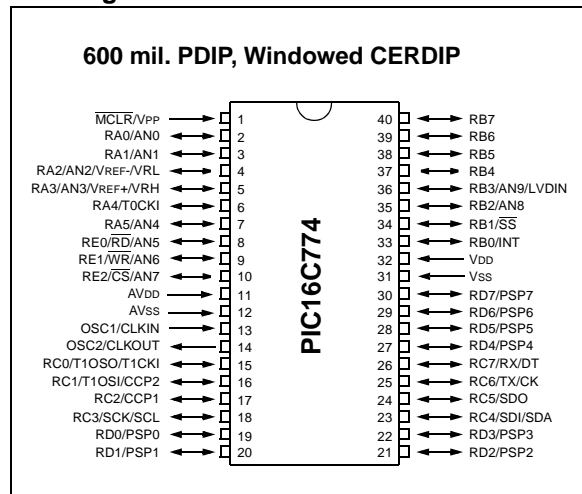 600 mil. PDIP, Windowed CERDIP
MCLR/VPP 1 40 RB7
RA0/AN0 2 39 RB6
RA1/AN1 3 38 RB5
RA2/AN2/VREF-/VRL 4 37 RB4
RA3/AN3/VREF+/VRH 5 36 RB3/AN9/LVDIN
RA4/T0CKI 6 35 RB2/AN8
RA5/AN4 7 34 RB1/SS
RE0/RD/AN5 8 33 RB0/INT
RE1/WR/AN6 9 32 VDD
RE2/CS/AN7 10 31 VSS
AVDD 11 30 RD7/PSP7
AVSS 12 29 RD6/PSP6
OSC1/CLKIN 13 28 RD5/PSP5
OSC2/CLKOUT 14 27 RD4/PSP4
RC0/T1OSO/T1CKI 15 26 RC7/RX/DT
RC1/T1OSI/CCP2 16 25 RC6/TX/CK
RC2/CCP1 17 24 RC5/SDO
RC3/SCK/SCL 18 23 RC4/SDI/SDA
RD0/PSP0 19 22 RD3/PSP3
RD1/PSP1 20 21 RD2/PSP2
PIC16C774